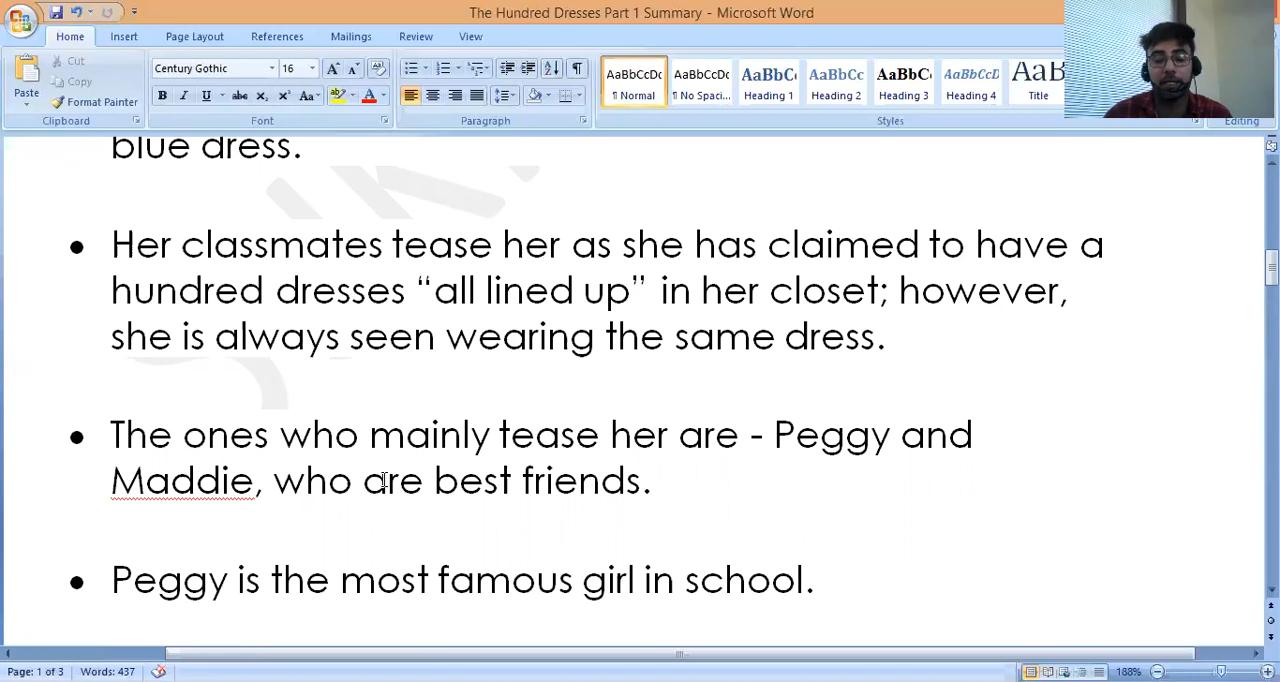 The Hundred Dresses Part 1 Summary - Microsoft Word
Home Insert Page Layout References Mailings Review View
Paste
Cut
Copy
Format Painter
Clipboard
Century Gothic 16
Font
Paragraph
AaBbCcDc AaBbCcDc AaBbC AaBbCc AaBbCc AaBbCcD AaB
¶ Normal ¶ No Spaci... Heading 1 Heading 2 Heading 3 Heading 4 Title
Styles
Editing
blue dress.
• Her classmates tease her as she has claimed to have a
hundred dresses “all lined up” in her closet; however,
she is always seen wearing the same dress.
• The ones who mainly tease her are - Peggy and
Maddie, who are best friends.
• Peggy is the most famous girl in school.
Page: 1 of 3 Words: 437 188%